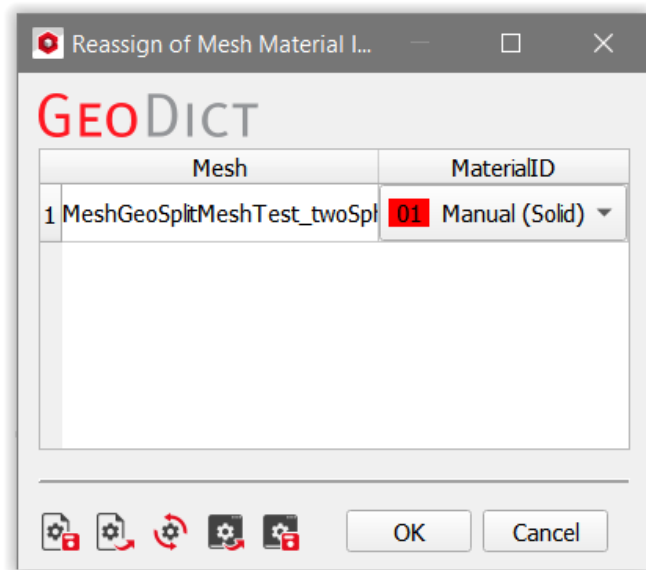 Reassign of Mesh Material I...
GEODICT
Mesh MaterialID
1 MeshGeoSplitMeshTest_twoSpl 01 Manual (Solid)
OK Cancel